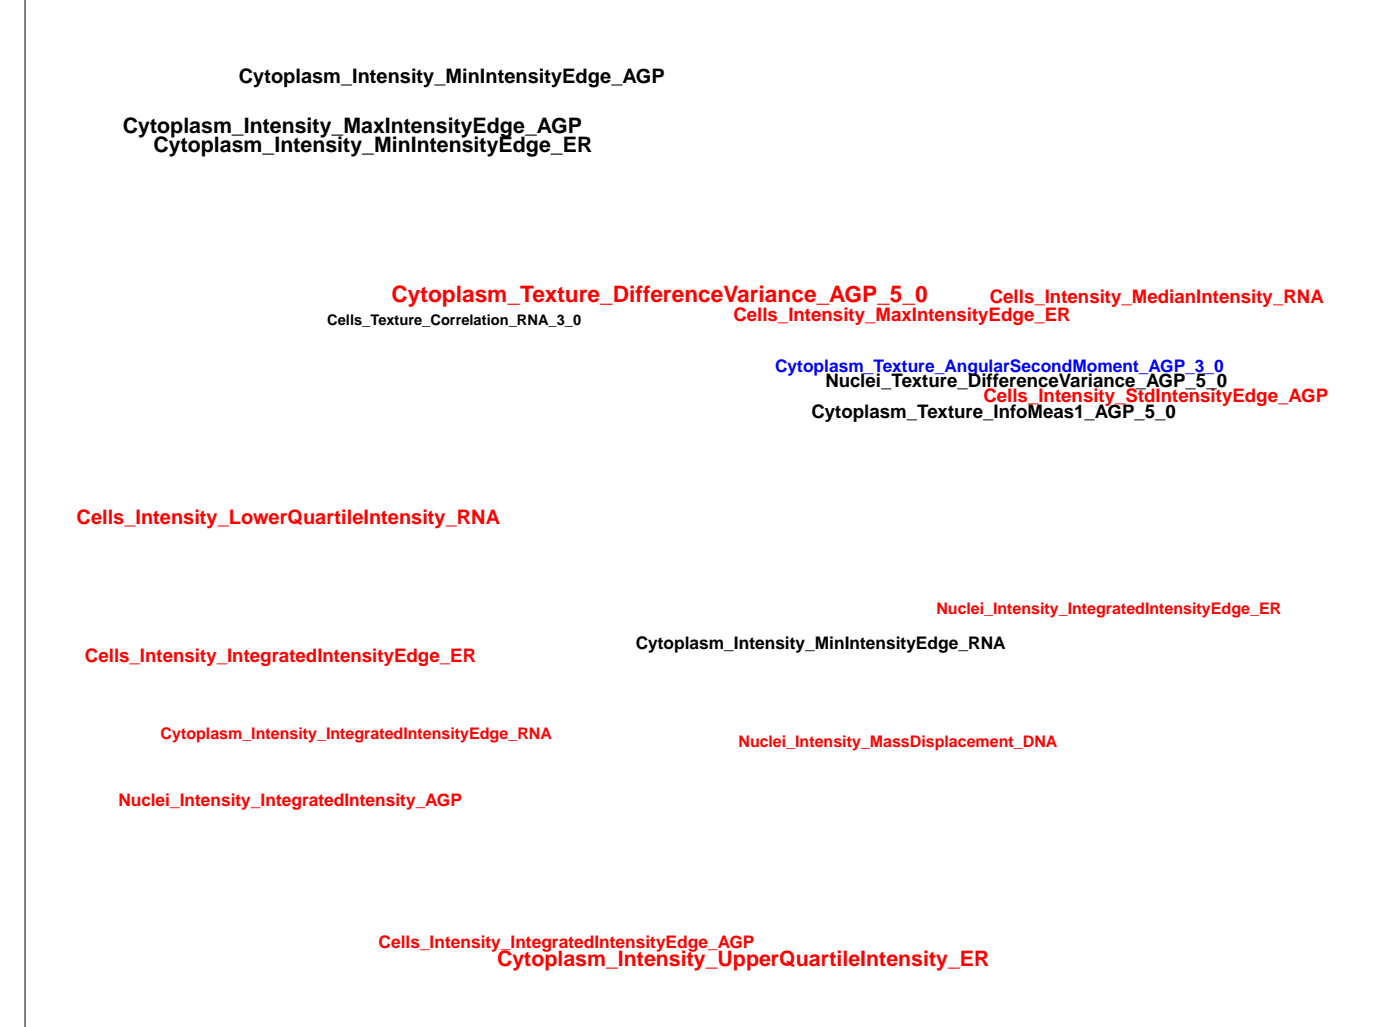 Cytoplasm_Intensity_MinIntensityEdge_AGP
Cytoplasm_Intensity_MaxIntensityEdge_AGP
Cytoplasm_Intensity_MinIntensityEdge_ER
Cytoplasm_Texture_DifferenceVariance_AGP_5_0
Cells_Intensity_MedianIntensity_RNA
Cells_Intensity_MaxIntensityEdge_ER
Cells_Texture_Correlation_RNA_3_0
Cytoplasm_Texture_AngularSecondMoment_AGP_3_0
Nuclei_Texture_DifferenceVariance_AGP_5_0
Cells_Intensity_StdIntensityEdge_AGP
Cytoplasm_Texture_InfoMeas1_AGP_5_0
Cells_Intensity_LowerQuartileIntensity_RNA
Nuclei_Intensity_IntegratedIntensityEdge_ER
Cytoplasm_Intensity_MinIntensityEdge_RNA
Cells_Intensity_IntegratedIntensityEdge_ER
Cytoplasm_Intensity_IntegratedIntensityEdge_RNA
Nuclei_Intensity_MassDisplacement_DNA
Nuclei_Intensity_IntegratedIntensity_AGP
Cells_Intensity_IntegratedIntensityEdge_AGP
Cytoplasm_Intensity_UpperQuartileIntensity_ER